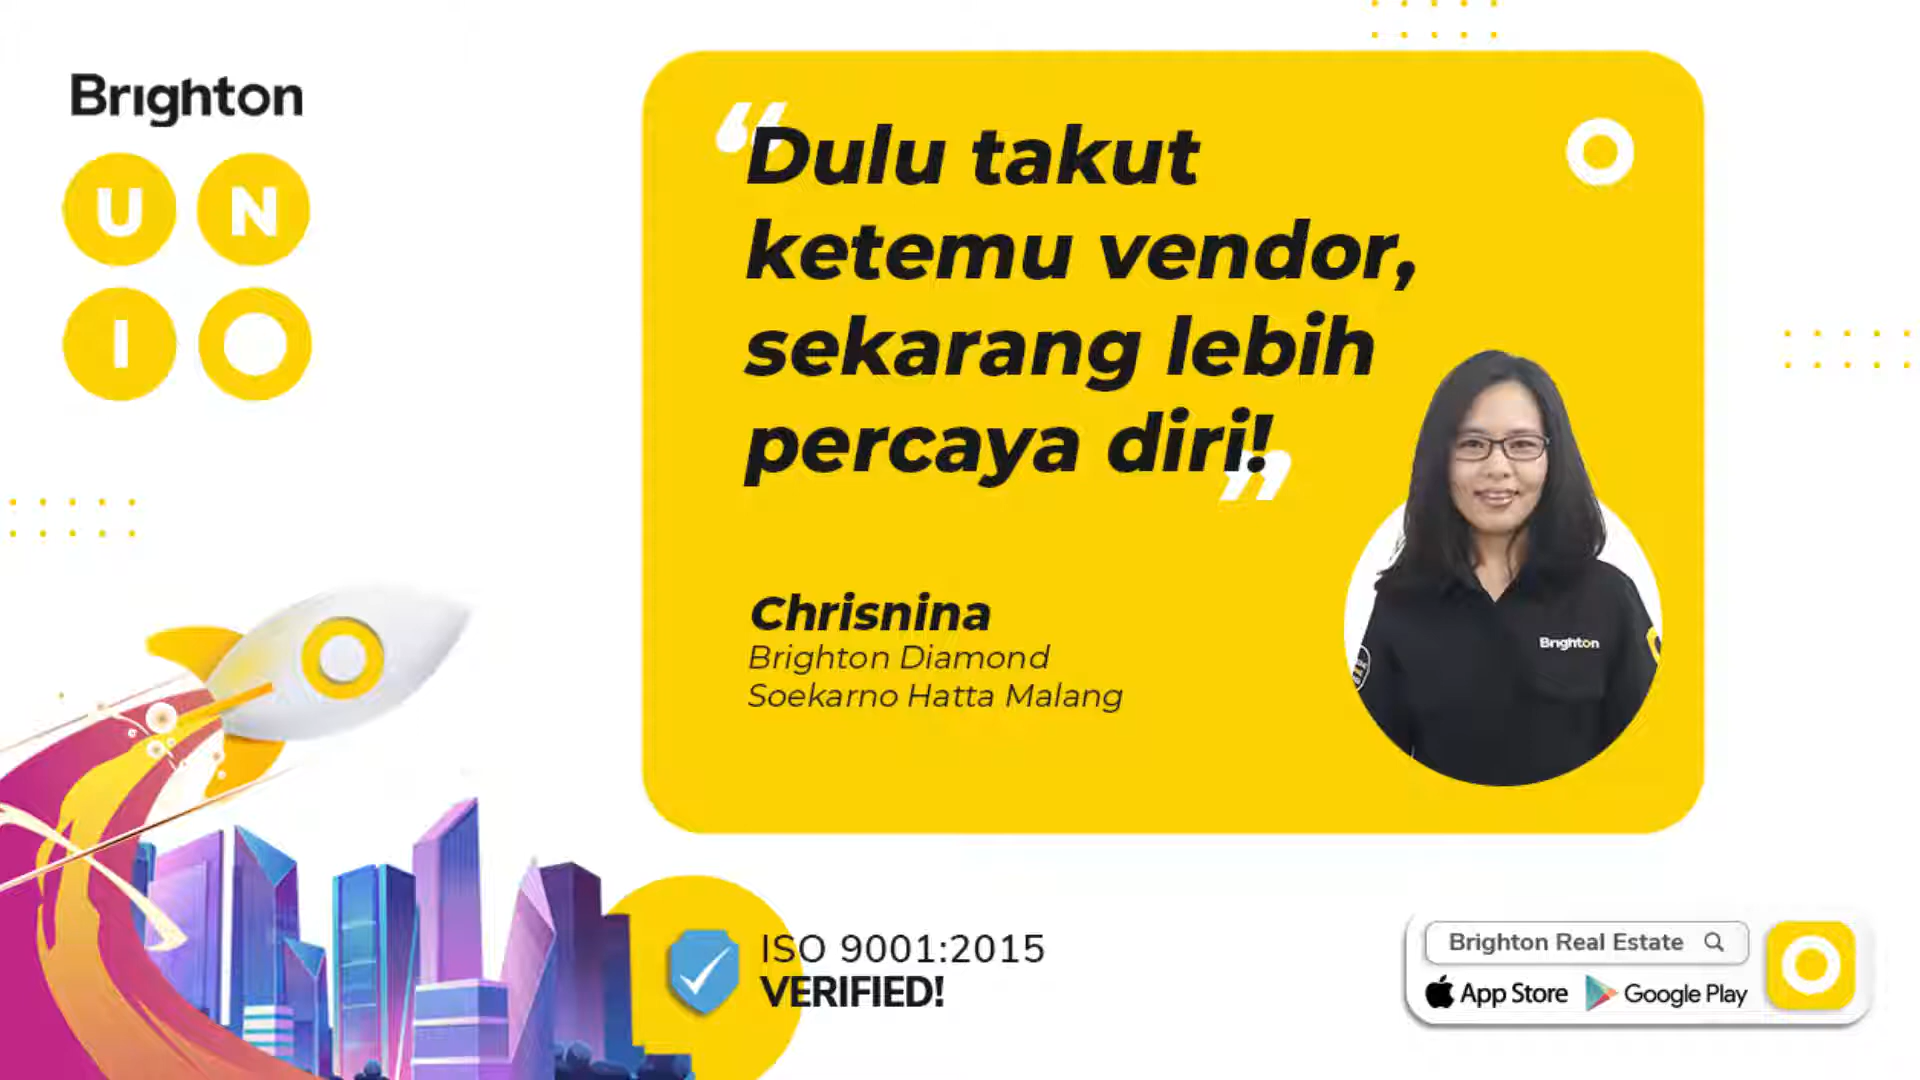 Brighton
U N
I O
“Dulu takut
ketemu vendor,
sekarang lebih
percaya diri!”
Chrisnina
Brighton Diamond
Soekarno Hatta Malang
Brighton
ISO 9001:2015
VERIFIED!
Brighton Real Estate
App Store Google Play